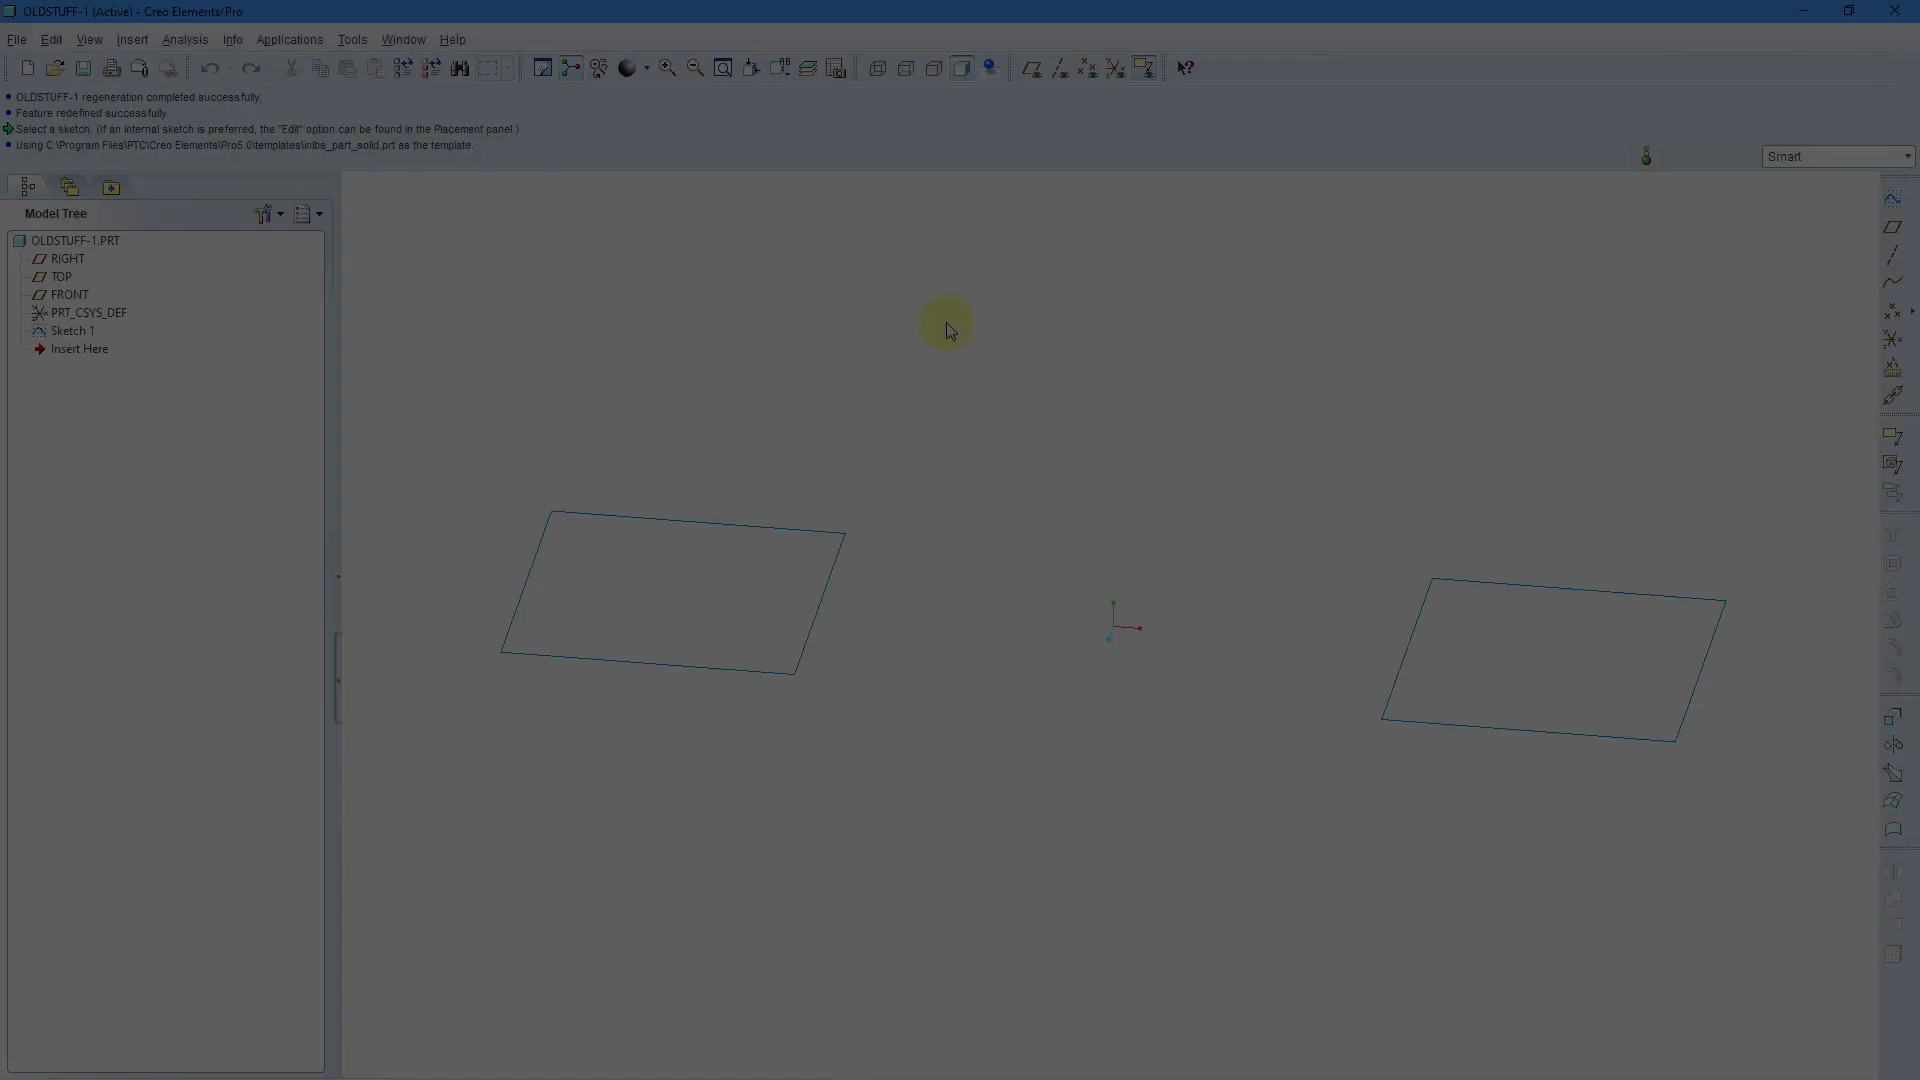 OLDSTUFF-1 (Active) - Creo Elements/Pro
File Edit View Insert Analysis Info Applications Tools Window Help
OLDSTUFF-1 regeneration completed successfully.
Feature redefined successfully.
Select a sketch. (If an internal sketch is preferred, the "Edit" option can be found in the Placement panel.)
Using C:\Program Files\PTC\Creo Elements\Pro5.0\templates\inlbs_part_solid.prt as the template.
Smart
Model Tree
OLDSTUFF-1.PRT
RIGHT
TOP
FRONT
PRT_CSYS_DEF
Sketch 1
Insert Here